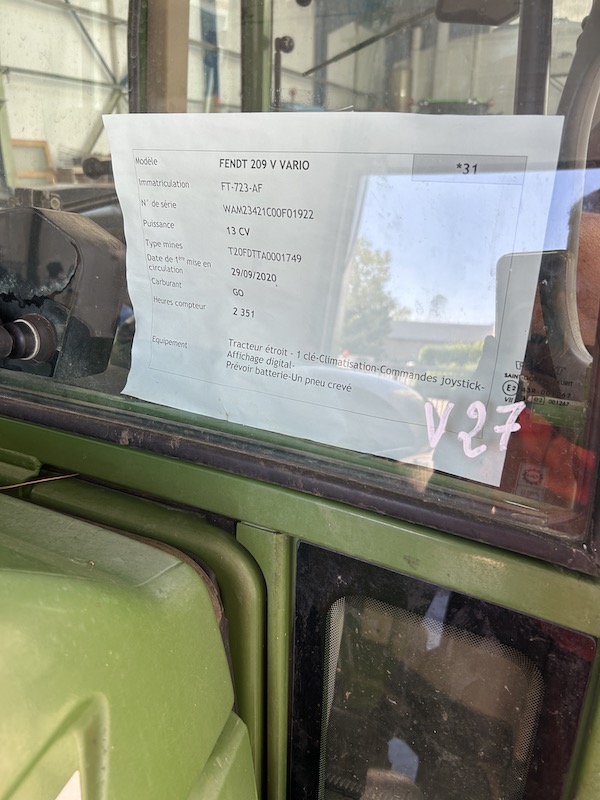 *31
Modèle FENDT 209 V VARIO
Immatriculation FT-723-AF
N° de série WAM23421C00F01922
Puissance 13 CV
Type mines T20FDTTA0001749
Date de 1ère mise en
circulation 29/09/2020
Carburant GO
Heures compteur 2 351
Equipement Tracteur étroit - 1 clé-Climatisation-Commandes joystick-
Affichage digital-
Prévoir batterie-Un pneu crevé
V27